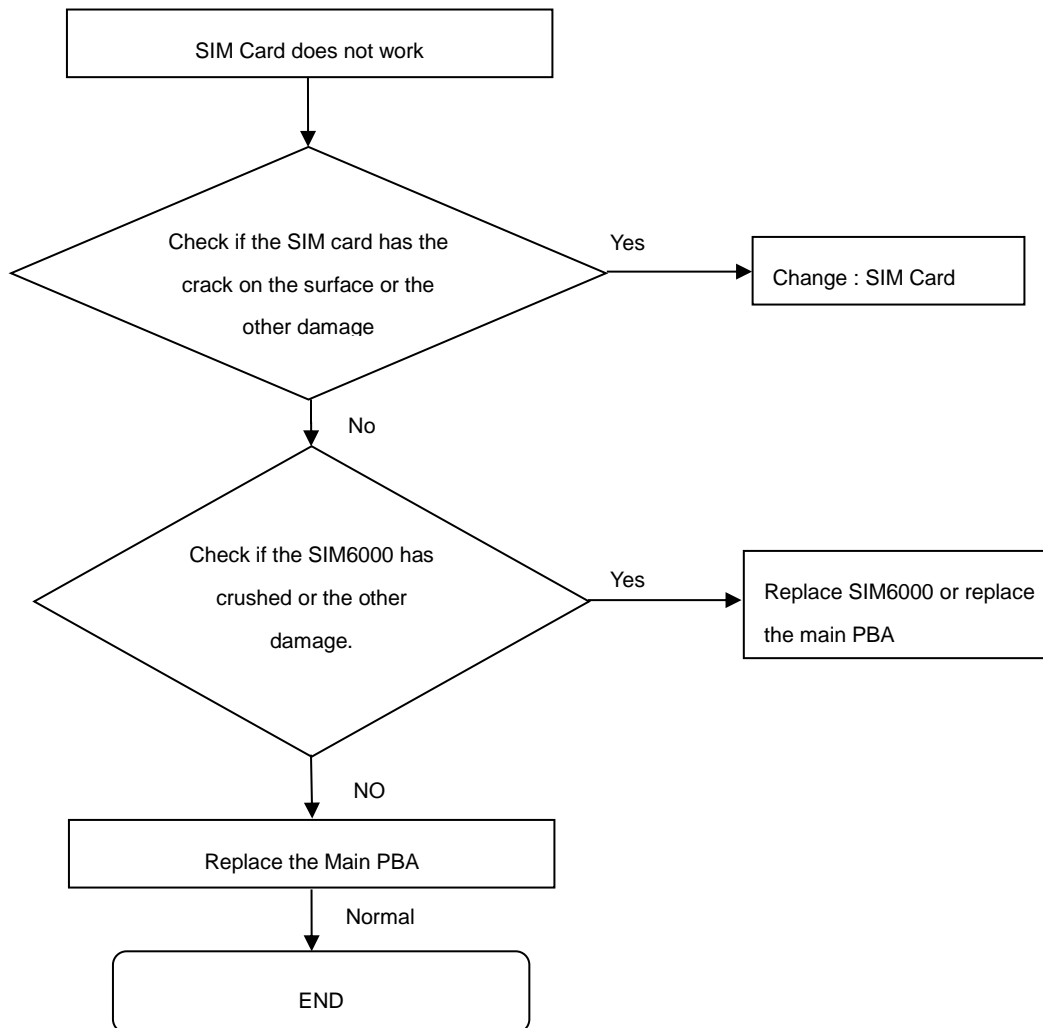 SIM Card does not work
Check if the SIM card has the
crack on the surface or the
other damage
Yes
Change : SIM Card
No
Check if the SIM6000 has
crushed or the other
damage.
Yes
Replace SIM6000 or replace
the main PBA
NO
Replace the Main PBA
Normal
END